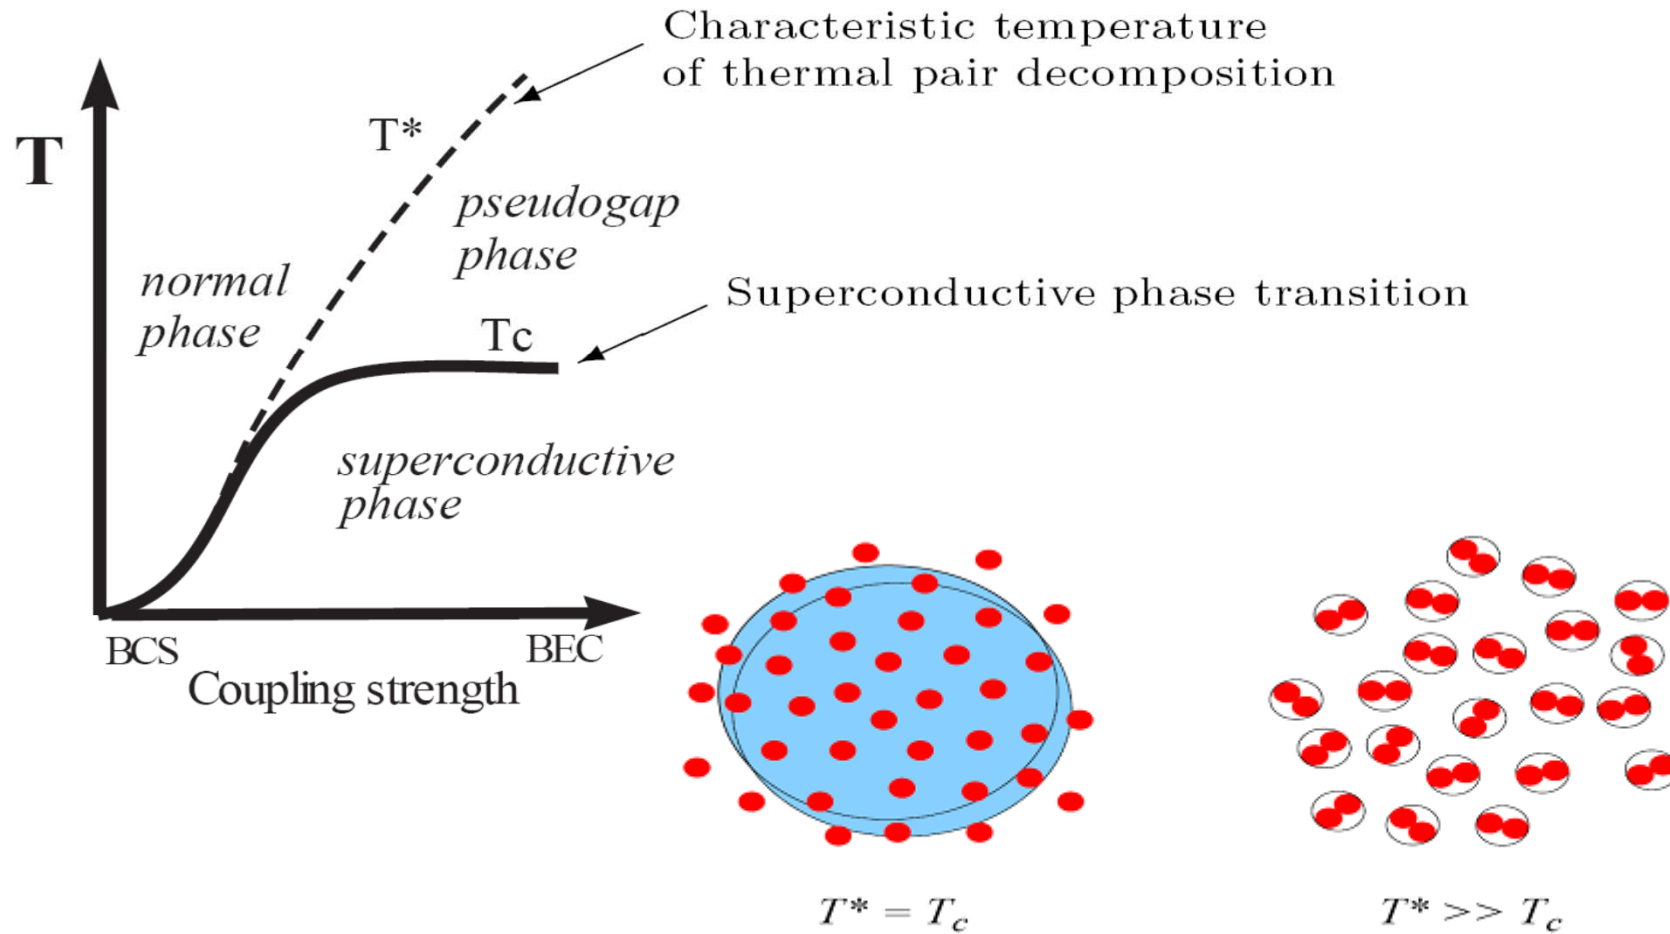 Characteristic temperature
of thermal pair decomposition
T*
T
pseudogap
phase
normal
phase
Superconductive phase transition
Tc
superconductive
phase
BCS
BEC
Coupling strength
T* = Tc
T* >> Tc